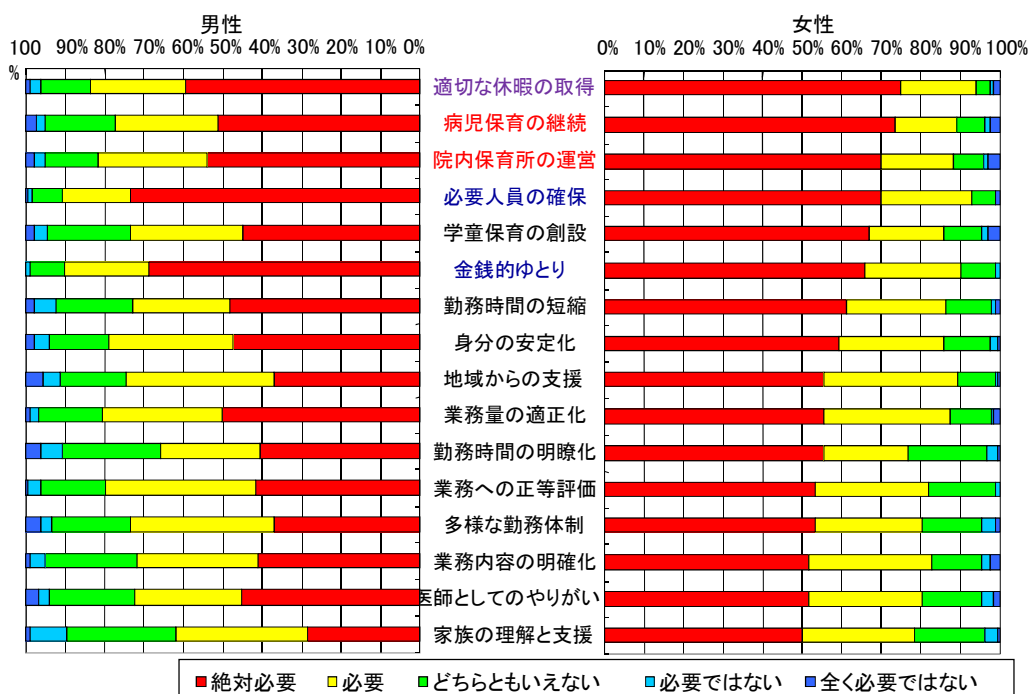 男性
女性
100 90% 80% 70% 60% 50% 40% 30% 20% 10% 0%
%
0% 10% 20% 30% 40% 50% 60% 70% 80% 90% 100%
適切な休暇の取得
病児保育の継続
院内保育所の運営
必要人員の確保
学童保育の創設
金銭的ゆとり
勤務時間の短縮
身分の安定化
地域からの支援
業務量の適正化
勤務時間の明瞭化
業務への正等評価
多様な勤務体制
業務内容の明確化
医師としてのやりがい
家族の理解と支援
絶対必要 必要 どちらともいえない 必要ではない 全く必要ではない